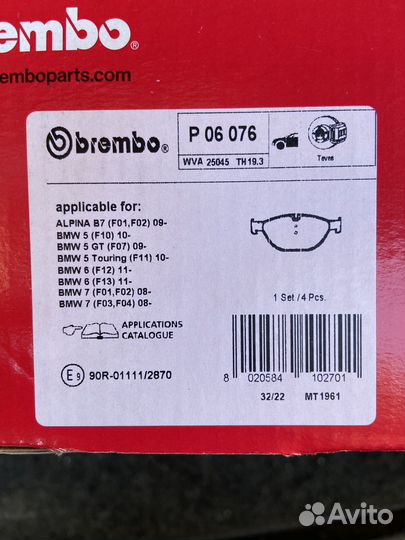 rembo®
emboparts.com
brembo®
P 06 076
WVA 25045 TH19.3
Teves
applicable for:
ALPINA B7 (F01,F02) 09-
BMW 5 (F10) 10-
BMW 5 GT (F07) 09-
BMW 5 Touring (F11) 10-
BMW 6 (F12) 11-
BMW 6 (F13) 11-
BMW 7 (F01,F02) 08-
BMW 7 (F03,F04) 08-
1 Set / 4 Pcs.
APPLICATIONS
CATALOGUE
E9 90R-01111/2870
8 020584 102701
32/22 MT1961
Avito